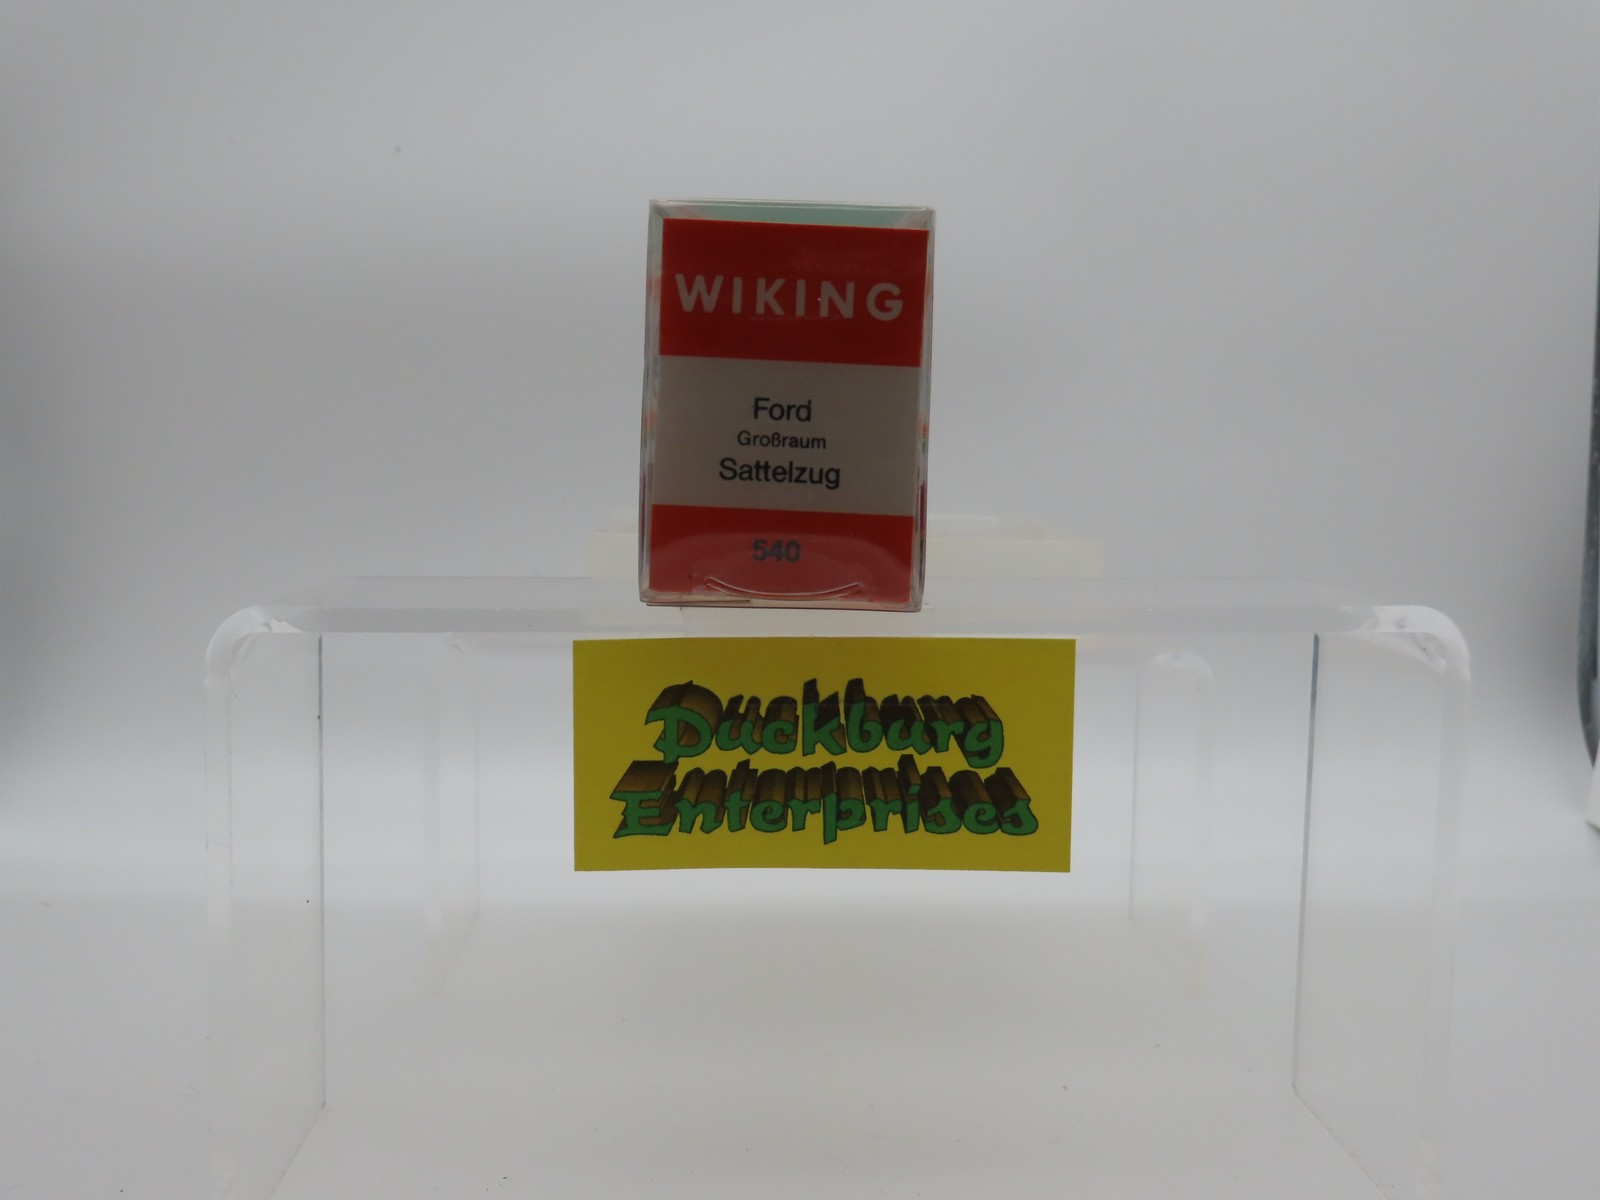 WIKING
Ford
Großraum
Sattelzug
540
Duckburg
Enterprises